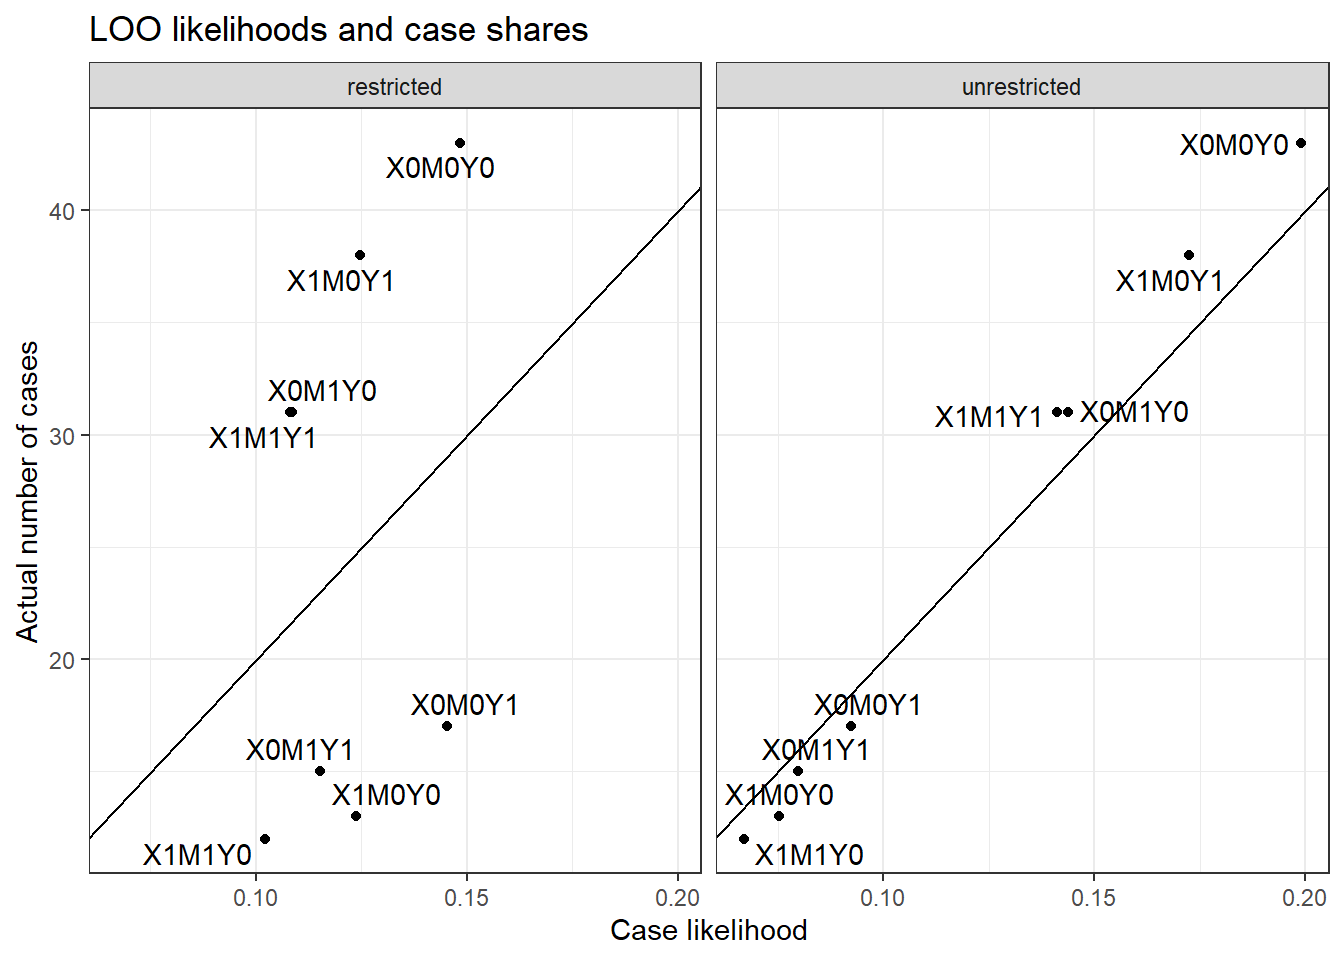 LOO likelihoods and case shares
restricted
unrestricted
Actual number of cases
40
30
20
X0M0Y0
X1M0Y1
X0M1Y0
X1M1Y1
X0M0Y1
X0M1Y1
X1M0Y0
X1M1Y0
X0M0Y0
X1M0Y1
X1M1Y1
X0M1Y0
X0M0Y1
X0M1Y1
X1M0Y0
X1M1Y0
0.10
0.15
0.20
0.10
0.15
0.20
Case likelihood